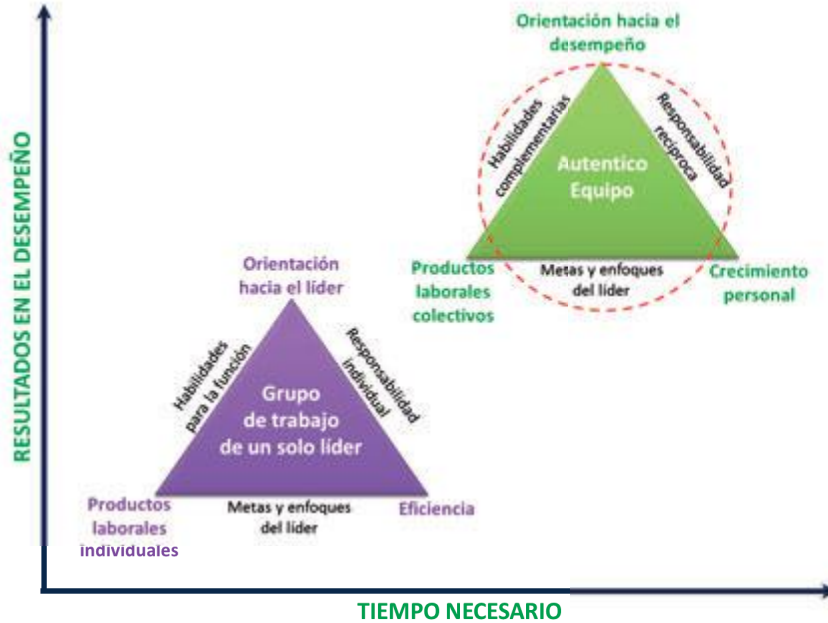 RESULTADOS EN EL DESEMPEÑO
Orientación hacia el
desempeño
Habilidades
complementarias
Responsabilidad
recíproca
Autentico
Equipo
Productos
laborales
colectivos
Metas y enfoques
del líder
Crecimiento
personal
Orientación
hacia el líder
Habilidades
para la función
Responsabilidad
individual
Grupo
de trabajo
de un solo líder
Productos
laborales
individuales
Metas y enfoques
del líder
Eficiencia
TIEMPO NECESARIO